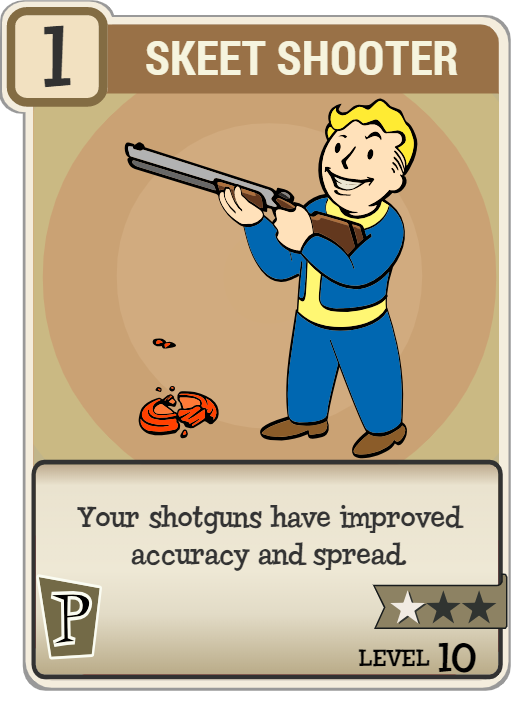 1
SKEET SHOOTER
Your shotguns have improved
accuracy and spread.
P
LEVEL 10